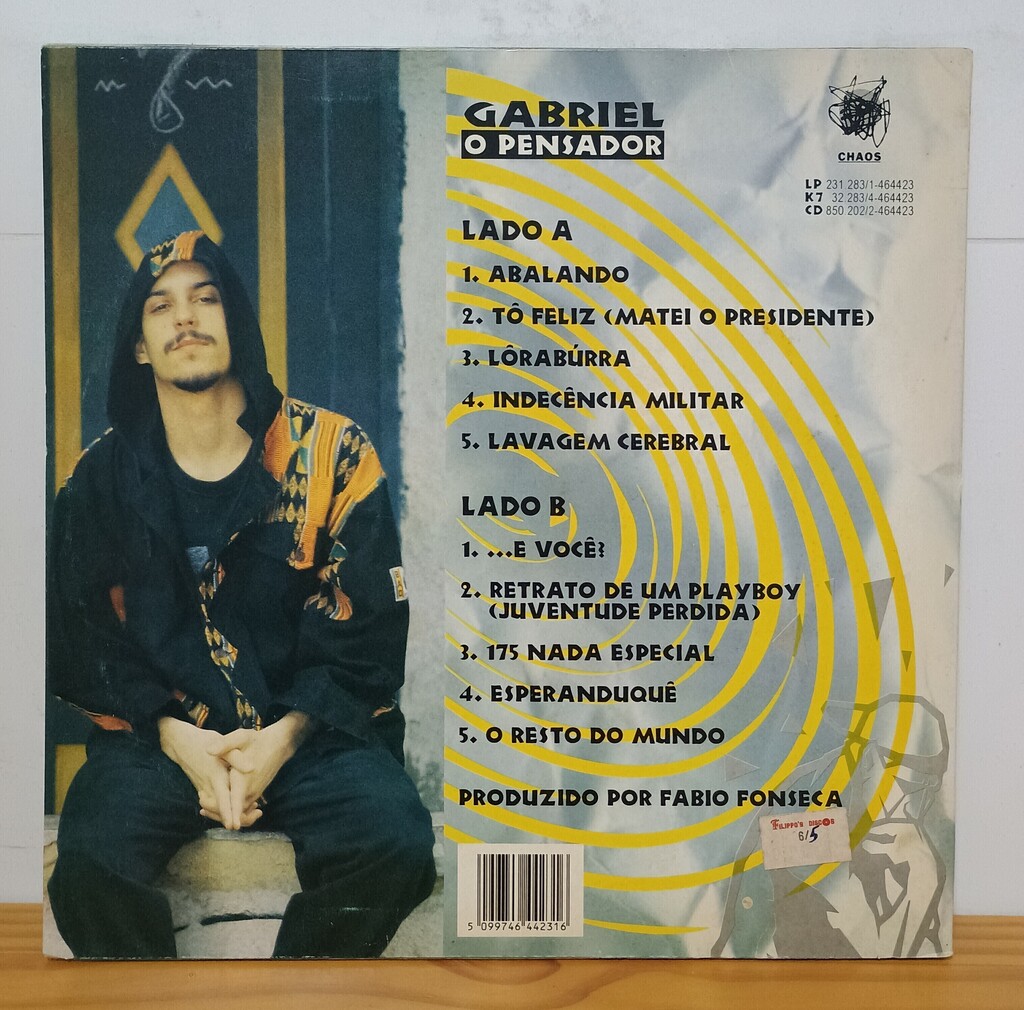 GABRIEL
O PENSADOR
CHAOS
LP 231 283/1-464423
K7 32.283/4-464423
CD 850 202/2-464423
LADO A
1. ABALANDO
2. TÔ FELIZ (MATEI O PRESIDENTE)
3. LÔRABÚRRA
4. INDECÊNCIA MILITAR
5. LAVAGEM CEREBRAL
LADO B
1. ...E VOCÊ?
2. RETRATO DE UM PLAYBOY
(JUVENTUDE PERDIDA)
3. 175 NADA ESPECIAL
4. ESPERANDUQUÊ
5. O RESTO DO MUNDO
PRODUZIDO POR FABIO FONSECA
FILIPPO'S DISCOS
6/5
5 099746 442316